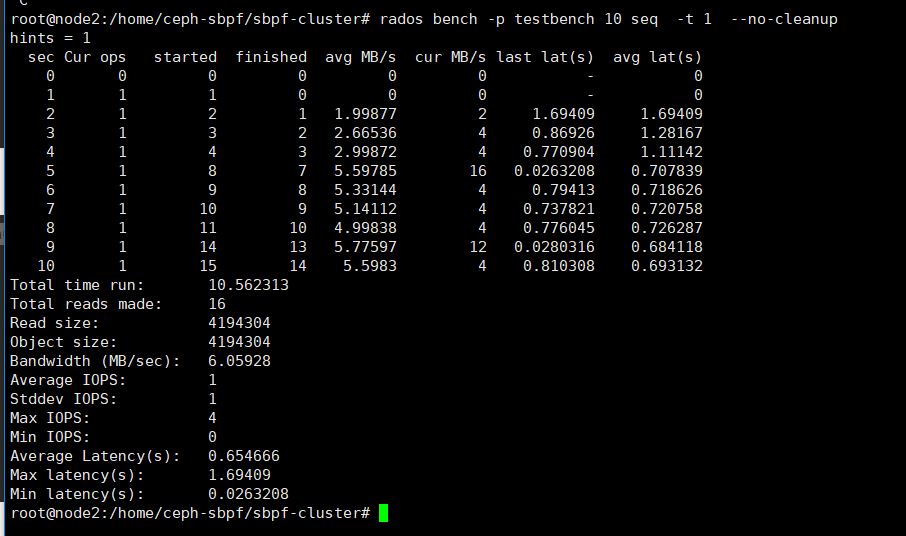 C
root@node2:/home/ceph-sbpf/sbpf-cluster# rados bench -p testbench 10 seq  -t 1  --no-cleanup
hints = 1
  sec Cur ops   started  finished  avg MB/s  cur MB/s last lat(s)  avg lat(s)
    0       0         0         0         0         0           -           0
    1       1         1         0         0         0           -           0
    2       1         2         1   1.99877         2     1.69409     1.69409
    3       1         3         2   2.66536         4     0.86926     1.28167
    4       1         4         3   2.99872         4    0.770904     1.11142
    5       1         8         7   5.59785        16   0.0263208    0.707839
    6       1         9         8   5.33144         4     0.79413    0.718626
    7       1        10         9   5.14112         4    0.737821    0.720758
    8       1        11        10   4.99838         4    0.776045    0.726287
    9       1        14        13   5.77597        12   0.0280316    0.684118
   10       1        15        14    5.5983         4    0.810308    0.693132
Total time run:       10.562313
Total reads made:     16
Read size:            4194304
Object size:          4194304
Bandwidth (MB/sec):   6.05928
Average IOPS:         1
Stddev IOPS:          1
Max IOPS:             4
Min IOPS:             0
Average Latency(s):   0.654666
Max latency(s):       1.69409
Min latency(s):       0.0263208
root@node2:/home/ceph-sbpf/sbpf-cluster#